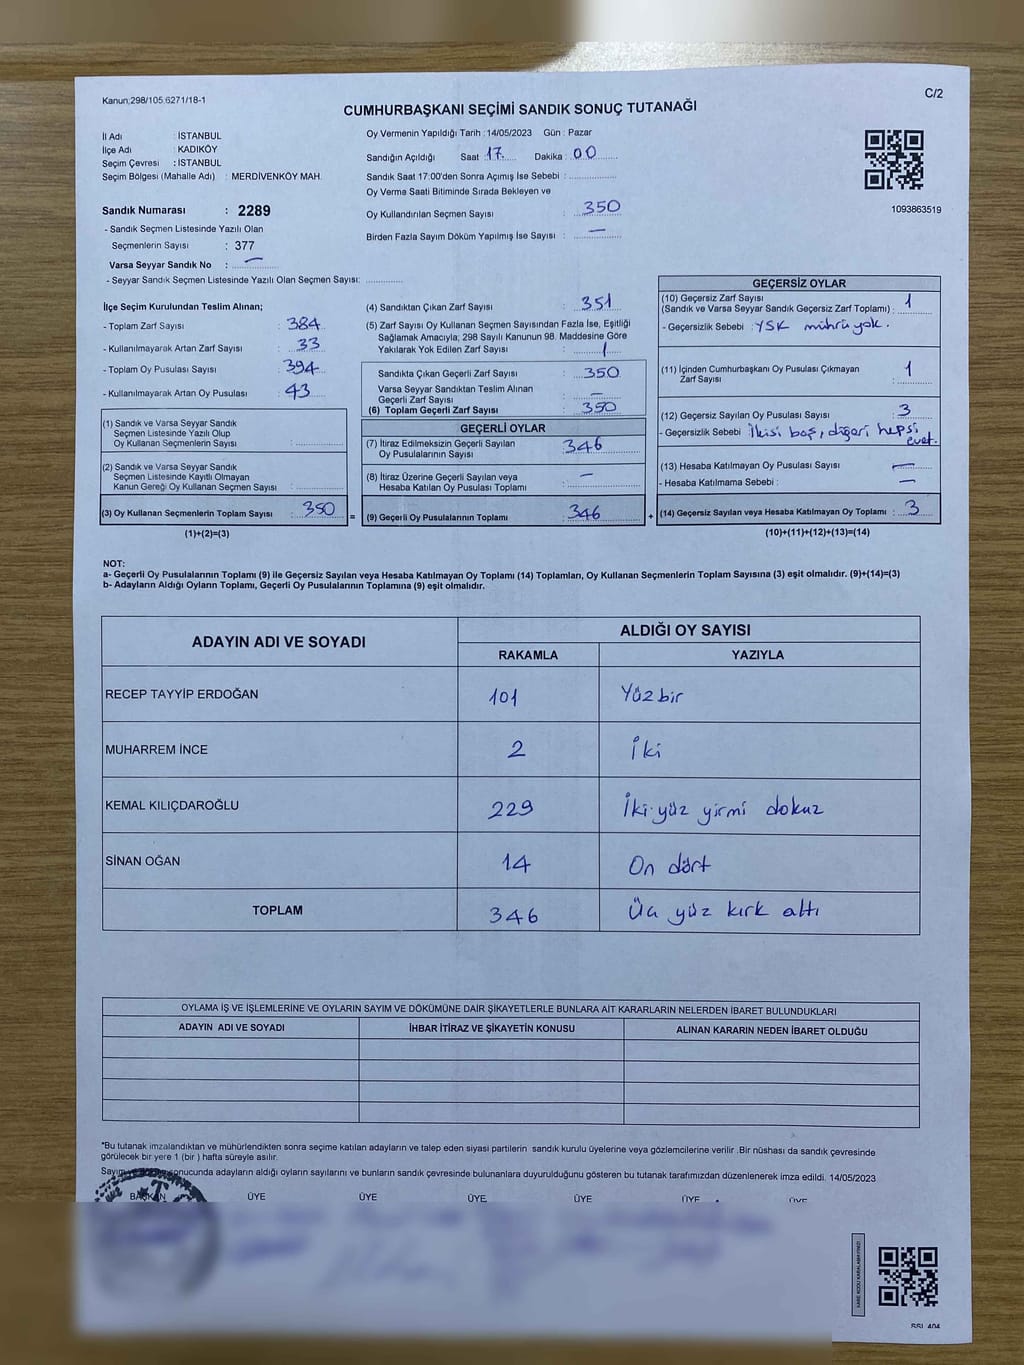 Kanun:298/105.6271/18-1
C/2
CUMHURBAŞKANI SEÇİMİ SANDIK SONUÇ TUTANAĞI
İl Adı : İSTANBUL
İlçe Adı : KADIKÖY
Seçim Çevresi : İSTANBUL
Seçim Bölgesi (Mahalle Adı) : MERDİVENKÖY MAH.
Sandık Numarası : 2289
- Sandık Seçmen Listesinde Yazılı Olan
Seçmenlerin Sayısı : 377
Varsa Seyyar Sandık No : —
- Seyyar Sandık Seçmen Listesinde Yazılı Olan Seçmen Sayısı:
Oy Vermenin Yapıldığı Tarih : 14/05/2023 Gün : Pazar
Sandığın Açıldığı Saat 17 Dakika : 00
Sandık Saat 17:00'den Sonra Açımış İse Sebebi :
Oy Verme Saati Bitiminde Sırada Bekleyen ve
Oy Kullandırılan Seçmen Sayısı : 350
Birden Fazla Sayım Döküm Yapılmış İse Sayısı : —
1093863519
İlçe Seçim Kurulundan Teslim Alınan;
- Toplam Zarf Sayısı : 384
- Kullanılmayarak Artan Zarf Sayısı : 33
- Toplam Oy Pusulası Sayısı : 394
- Kullanılmayarak Artan Oy Pusulası : 43
(1) Sandık ve Varsa Seyyar Sandık
Seçmen Listesinde Yazılı Olup
Oy Kullanan Seçmenlerin Sayısı :
(2) Sandık ve Varsa Seyyar Sandık
Seçmen Listesinde Kayıtlı Olmayan
Kanun Gereği Oy Kullanan Seçmen Sayısı :
(3) Oy Kullanan Seçmenlerin Toplam Sayısı : 350
(1)+(2)=(3)
(4) Sandıktan Çıkan Zarf Sayısı : 351
(5) Zarf Sayısı Oy Kullanan Seçmen Sayısından Fazla İse, Eşitliği
Sağlamak Amacıyla; 298 Sayılı Kanunun 98. Maddesine Göre
Yakılarak Yok Edilen Zarf Sayısı : 1
Sandıkta Çıkan Geçerli Zarf Sayısı : 350
Varsa Seyyar Sandıktan Teslim Alınan
Geçerli Zarf Sayısı : —
(6) Toplam Geçerli Zarf Sayısı : 350
GEÇERLİ OYLAR
(7) İtiraz Edilmeksizin Geçerli Sayılan
Oy Pusulalarının Sayısı : 346
(8) İtiraz Üzerine Geçerli Sayılan veya
Hesaba Katılan Oy Pusulası Toplamı : —
= (9) Geçerli Oy Pusulalarının Toplamı : 346
GEÇERSİZ OYLAR
(10) Geçersiz Zarf Sayısı
(Sandık ve Varsa Seyyar Sandık Geçersiz Zarf Toplamı) : 1
- Geçersizlik Sebebi : YSK mührü yok.
(11) İçinden Cumhurbaşkanı Oy Pusulası Çıkmayan
Zarf Sayısı : 1
(12) Geçersiz Sayılan Oy Pusulası Sayısı : 3
- Geçersizlik Sebebi İkisi boş, diğeri hepsi
evet.
(13) Hesaba Katılmayan Oy Pusulası Sayısı : —
- Hesaba Katılmama Sebebi : —
+ (14) Geçersiz Sayılan veya Hesaba Katılmayan Oy Toplamı : 3
(10)+(11)+(12)+(13)=(14)
NOT:
a- Geçerli Oy Pusulalarının Toplamı (9) ile Geçersiz Sayılan veya Hesaba Katılmayan Oy Toplamı (14) Toplamları, Oy Kullanan Seçmenlerin Toplam Sayısına (3) eşit olmalıdır. (9)+(14)=(3)
b- Adayların Aldığı Oyların Toplamı, Geçerli Oy Pusulalarının Toplamına (9) eşit olmalıdır.
ADAYIN ADI VE SOYADI
ALDIĞI OY SAYISI
RAKAMLA YAZIYLA
RECEP TAYYİP ERDOĞAN 101 Yüzbir
MUHARREM İNCE 2 İki
KEMAL KILIÇDAROĞLU 229 İki yüz yirmi dokuz
SİNAN OĞAN 14 On dört
TOPLAM 346 Üç yüz kırk altı
OYLAMA İŞ VE İŞLEMLERİNE VE OYLARIN SAYIM VE DÖKÜMÜNE DAİR ŞİKAYETLERLE BUNLARA AİT KARARLARIN NELERDEN İBARET BULUNDUKLARI
ADAYIN ADI VE SOYADI İHBAR İTİRAZ VE ŞİKAYETİN KONUSU ALINAN KARARIN NEDEN İBARET OLDUĞU
*Bu tutanak imzalandıktan ve mühürlendikten sonra seçime katılan adayların ve talep eden siyasi partilerin sandık kurulu üyelerine veya gözlemcilerine verilir .Bir nüshası da sandık çevresinde
görülecek bir yere 1 (bir ) hafta süreyle asılır.
Sayım sonucunda adayların aldığı oyların sayılarını ve bunların sandık çevresinde bulunanlara duyurulduğunu gösteren bu tutanak tarafımızdan düzenlenerek imza edildi. 14/05/2023
BAŞKAN ÜYE ÜYE ÜYE ÜYE ÜYE ÜYE